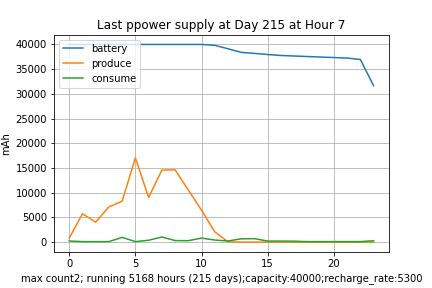 Last ppower supply at Day 215 at Hour 7
40000
35000
30000
25000
20000
15000
10000
5000
0
mAh
battery
produce
consume
0 5 10 15 20
max count2; running 5168 hours (215 days);capacity:40000;recharge_rate:5300